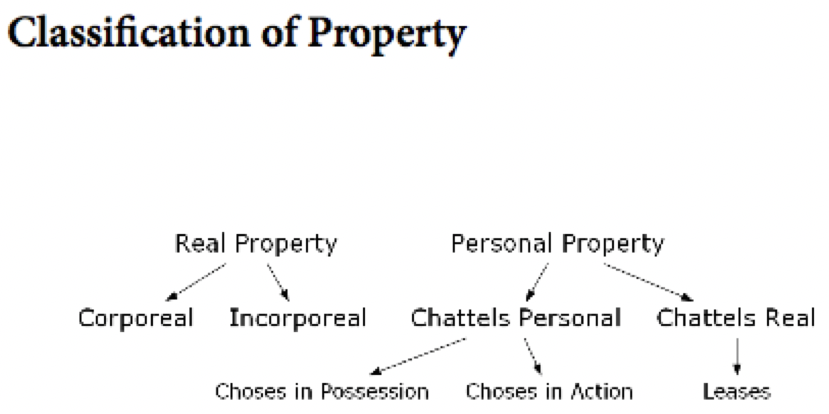 Classification of Property
Real Property Personal Property
Corporeal Incorporeal Chattels Personal Chattels Real
Choses in Possession Choses in Action Leases